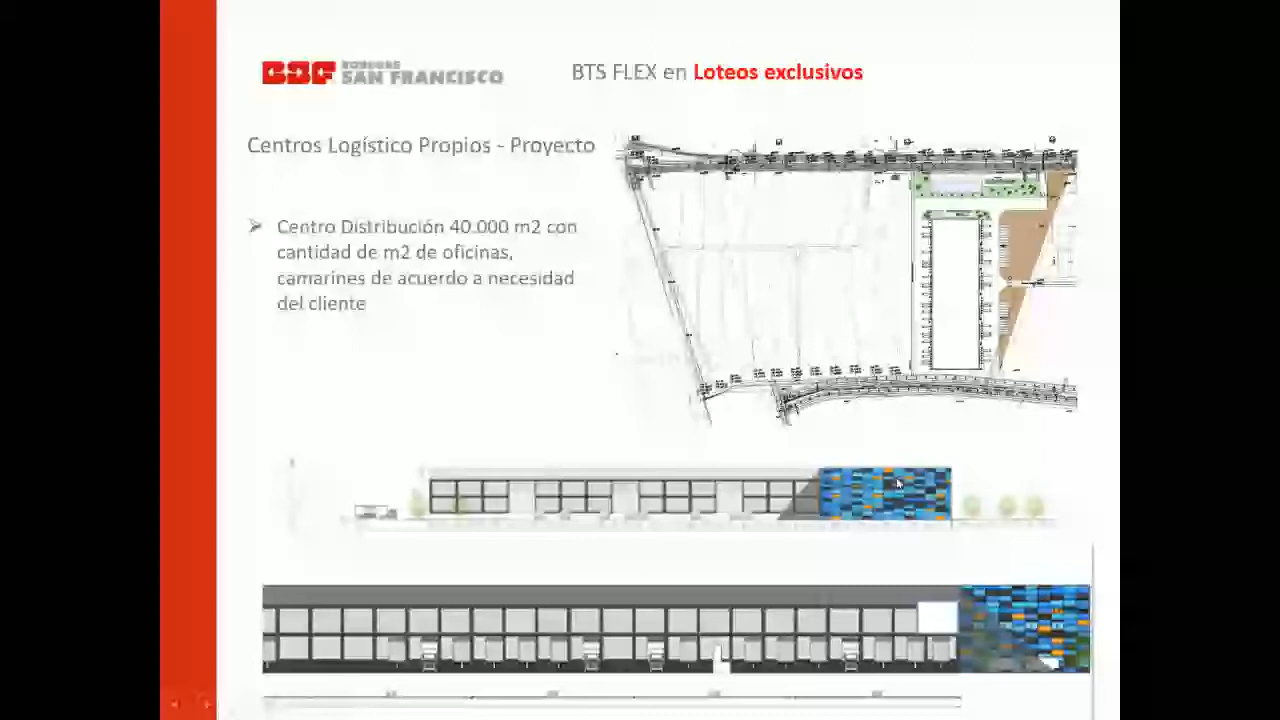 BSF BODEGAS
SAN FRANCISCO
BTS FLEX en Loteos exclusivos
Centros Logístico Propios - Proyecto
➢ Centro Distribución 40.000 m2 con
cantidad de m2 de oficinas,
camarines de acuerdo a necesidad
del cliente